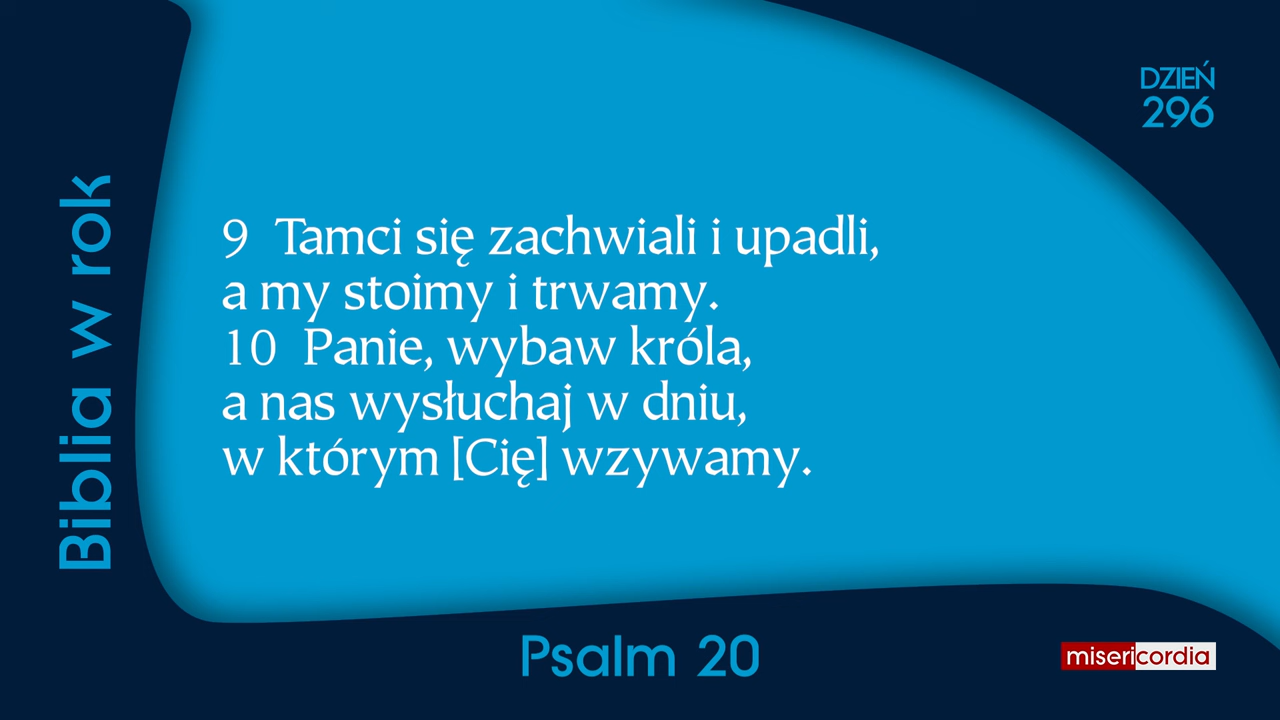 Biblia w rok
DZIEŃ
296
9 Tamci się zachwiali i upadli,
a my stoimy i trwamy.
10 Panie, wybaw króla,
a nas wysłuchaj w dniu,
w którym [Cię] wzywamy.
Psalm 20
misericordia